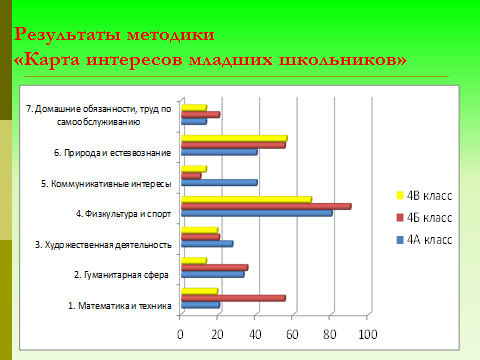 Результаты методики
«Карта интересов младших школьников»
7. Домашние обязанности, труд по
самообслуживанию
6. Природа и естезвознание
5. Коммуникативные интересы
4. Физкультура и спорт
3. Художественная деятельность
2. Гуманитарная сфера
1. Математика и техника
4В класс
4Б класс
4А класс
0 20 40 60 80 100